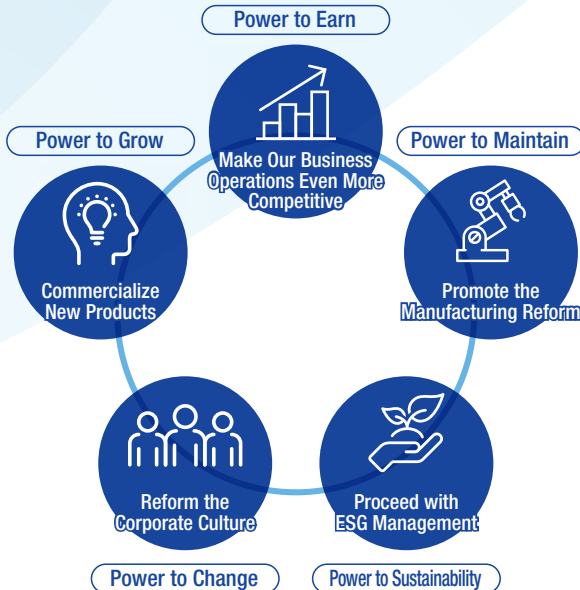 Power to Earn
Make Our Business
Operations Even More
Competitive
Power to Grow
Commercialize
New Products
Power to Maintain
Promote the
Manufacturing Reform
Reform the
Corporate Culture
Power to Change
Proceed with
ESG Management
Power to Sustainability